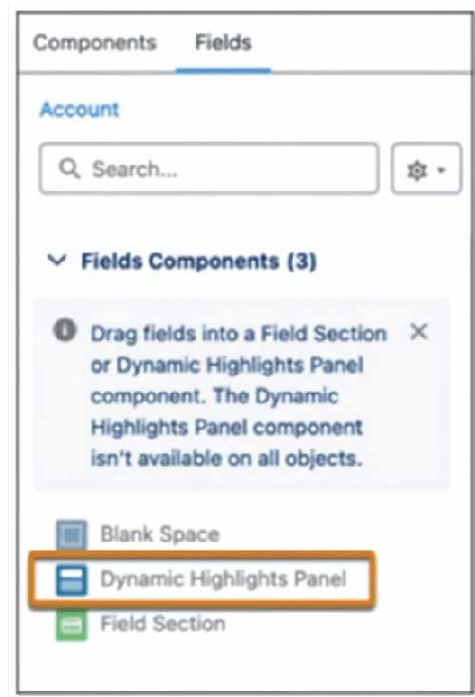 Components Fields
Account
Search...
Fields Components (3)
Drag fields into a Field Section
or Dynamic Highlights Panel
component. The Dynamic
Highlights Panel component
isn't available on all objects.
Blank Space
Dynamic Highlights Panel
Field Section